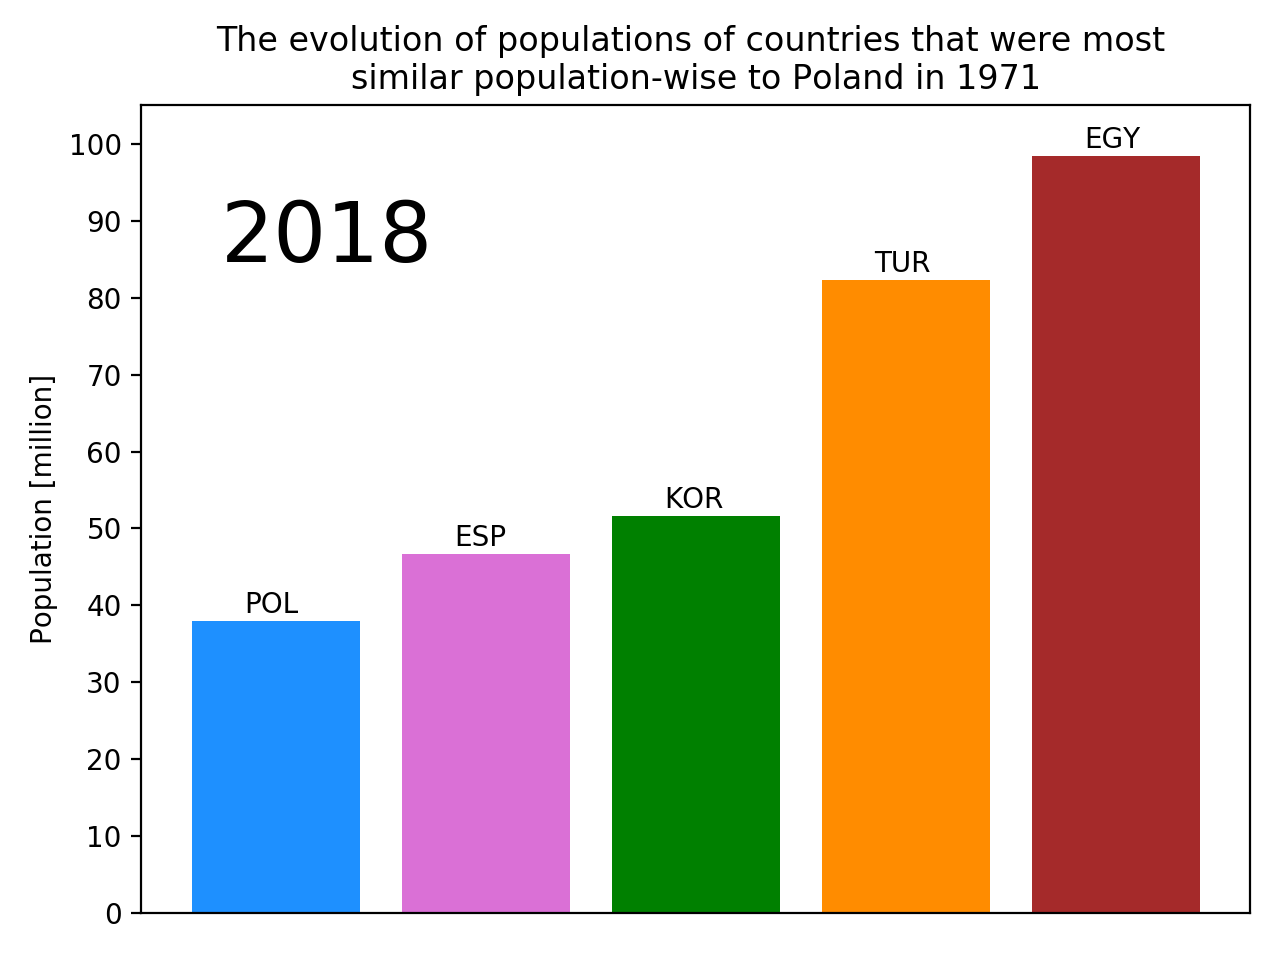 The evolution of populations of countries that were most
similar population-wise to Poland in 1971
2018
Population [million]
100
90
80
70
60
50
40
30
20
10
0
POL
ESP
KOR
TUR
EGY